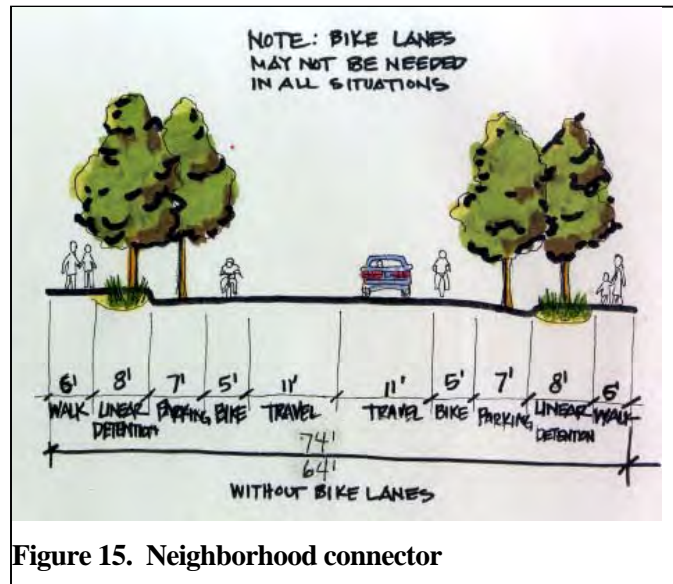 NOTE: BIKE LANES
MAY NOT BE NEEDED
IN ALL SITUATIONS
6' 8' 7' 5' 11' 11' 5' 7' 8' 6'
WALK LINEAR DETENTION PARKING BIKE TRAVEL TRAVEL BIKE PARKING LINEAR DETENTION WALK
74'
64'
WITHOUT BIKE LANES
Figure 15. Neighborhood connector